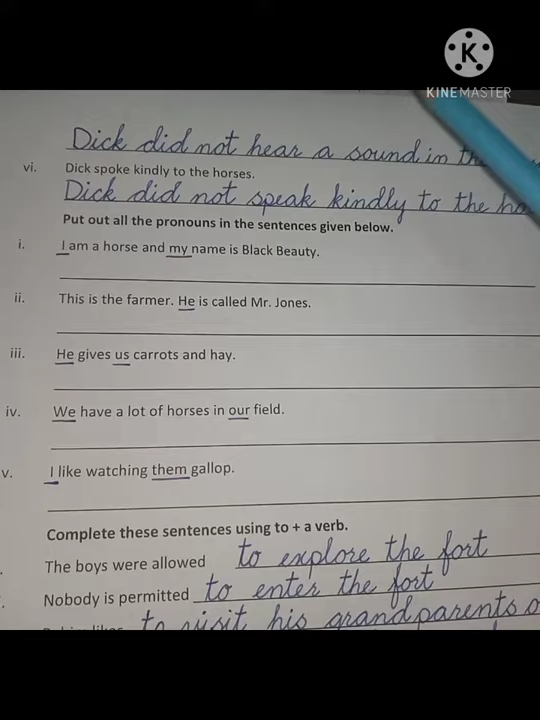 K
KINEMASTER
Dick did not hear a sound in the
vi. Dick spoke kindly to the horses.
Dick did not speak kindly to the ho
Put out all the pronouns in the sentences given below.
i. I am a horse and my name is Black Beauty.
ii. This is the farmer. He is called Mr. Jones.
iii. He gives us carrots and hay.
iv. We have a lot of horses in our field.
v. I like watching them gallop.
Complete these sentences using to + a verb.
The boys were allowed to explore the fort
Nobody is permitted to enter the fort
likes to visit his grandparents